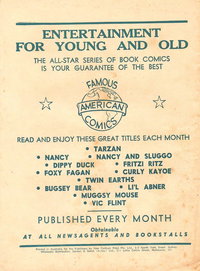 ENTERTAINMENT
FOR YOUNG AND OLD
THE ALL-STAR SERIES OF BOOK COMICS
IS YOUR GUARANTEE OF THE BEST
FAMOUS
AMERICAN
COMICS
READ AND ENJOY THESE GREAT TITLES EACH MONTH
• TARZAN
• NANCY • NANCY AND SLUGGO
• DIPPY DUCK • FRITZI RITZ
• FOXY FAGAN • CURLY KAYOE
• TWIN EARTHS
• BUGSEY BEAR • LI'L ABNER
• MUGGSY MOUSE
• VIC FLINT
PUBLISHED EVERY MONTH
Obtainable
AT ALL NEWSAGENTS AND BOOKSTALLS